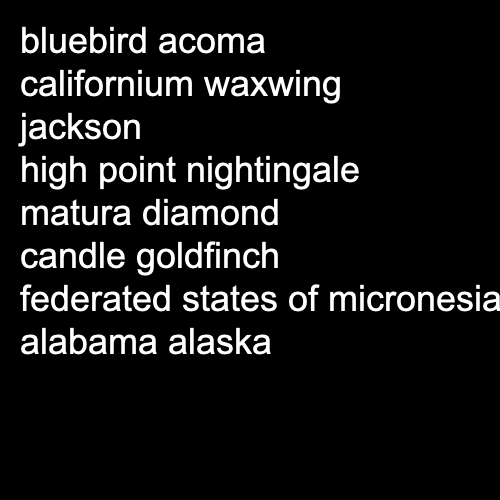 bluebird acoma
californium waxwing
jackson
high point nightingale
matura diamond
candle goldfinch
federated states of micronesia
alabama alaska